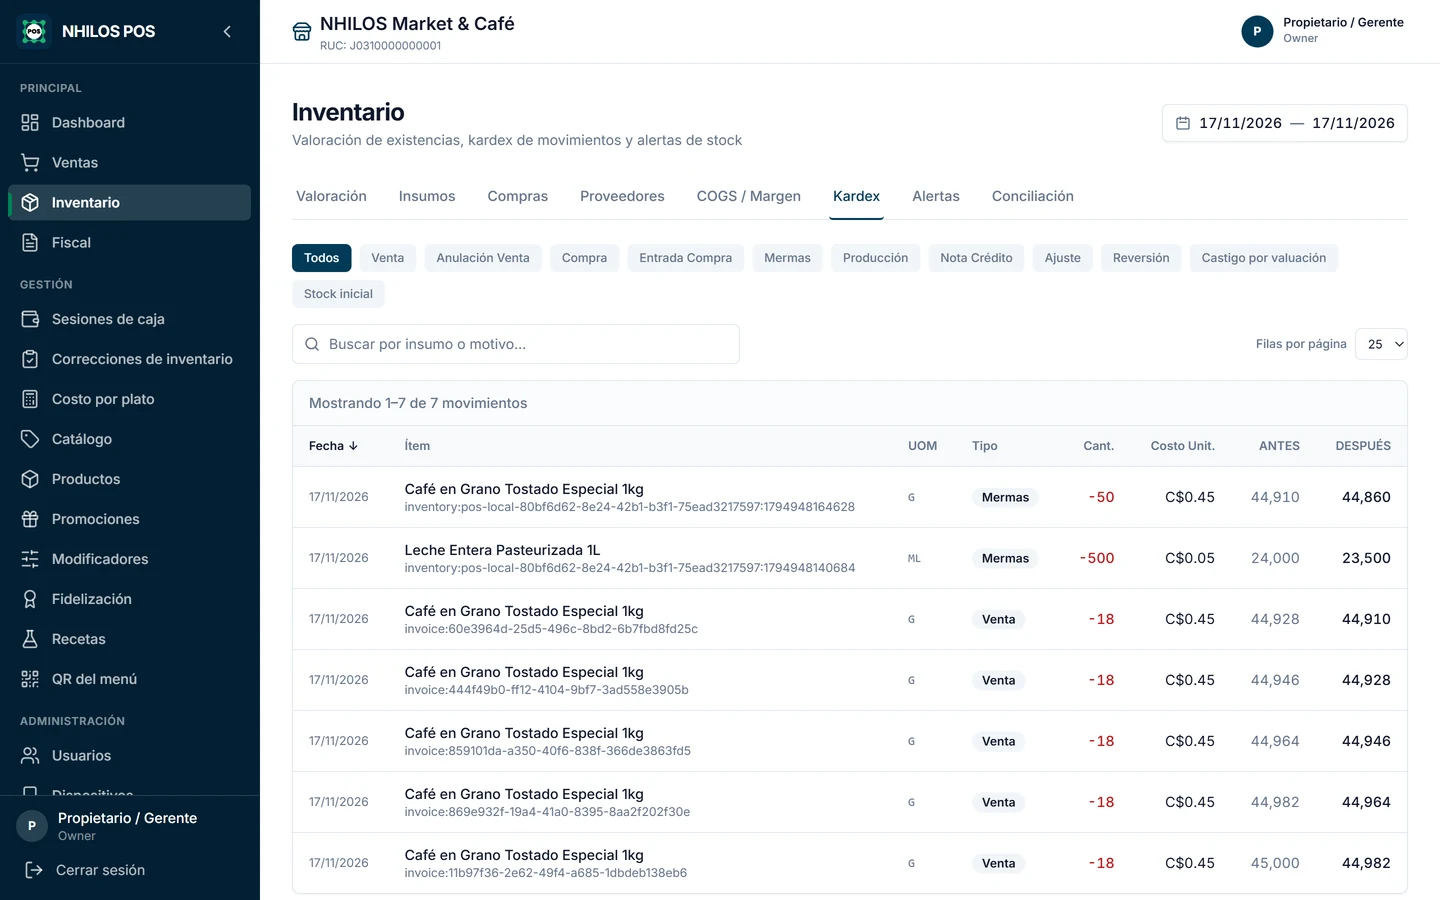 POS
NHILOS POS
PRINCIPAL
Dashboard
Ventas
Inventario
Fiscal
GESTIÓN
Sesiones de caja
Correcciones de inventario
Costo por plato
Catálogo
Productos
Promociones
Modificadores
Fidelización
Recetas
QR del menú
ADMINISTRACIÓN
Usuarios
Dispositivos
P
Propietario / Gerente
Owner
Cerrar sesión
NHILOS Market & Café
RUC: J0310000000001
P
Propietario / Gerente
Owner
Inventario
Valoración de existencias, kardex de movimientos y alertas de stock
17/11/2026 — 17/11/2026
Valoración Insumos Compras Proveedores COGS / Margen Kardex Alertas Conciliación
Todos Venta Anulación Venta Compra Entrada Compra Mermas Producción Nota Crédito Ajuste Reversión Castigo por valuación
Stock inicial
Buscar por insumo o motivo...
Filas por página 25
Mostrando 1–7 de 7 movimientos
Fecha ↓ Ítem UOM Tipo Cant. Costo Unit. ANTES DESPUÉS
17/11/2026 Café en Grano Tostado Especial 1kg G Mermas -50 C$0.45 44,910 44,860
inventory:pos-local-80bf6d62-8e24-42b1-b3f1-75ead3217597:1794948164628
17/11/2026 Leche Entera Pasteurizada 1L ML Mermas -500 C$0.05 24,000 23,500
inventory:pos-local-80bf6d62-8e24-42b1-b3f1-75ead3217597:1794948140684
17/11/2026 Café en Grano Tostado Especial 1kg G Venta -18 C$0.45 44,928 44,910
invoice:60e3964d-25d5-496c-8bd2-6b7fbd8fd25c
17/11/2026 Café en Grano Tostado Especial 1kg G Venta -18 C$0.45 44,946 44,928
invoice:444f49b0-ff12-4104-9bf7-3ad558e3905b
17/11/2026 Café en Grano Tostado Especial 1kg G Venta -18 C$0.45 44,964 44,946
invoice:859101da-a350-40f6-838f-366de3863fd5
17/11/2026 Café en Grano Tostado Especial 1kg G Venta -18 C$0.45 44,982 44,964
invoice:869e932f-19a4-41a0-8395-8aa2f202f30e
17/11/2026 Café en Grano Tostado Especial 1kg G Venta -18 C$0.45 45,000 44,982
invoice:11b97f36-2e62-49f4-a685-1dbdeb138eb6